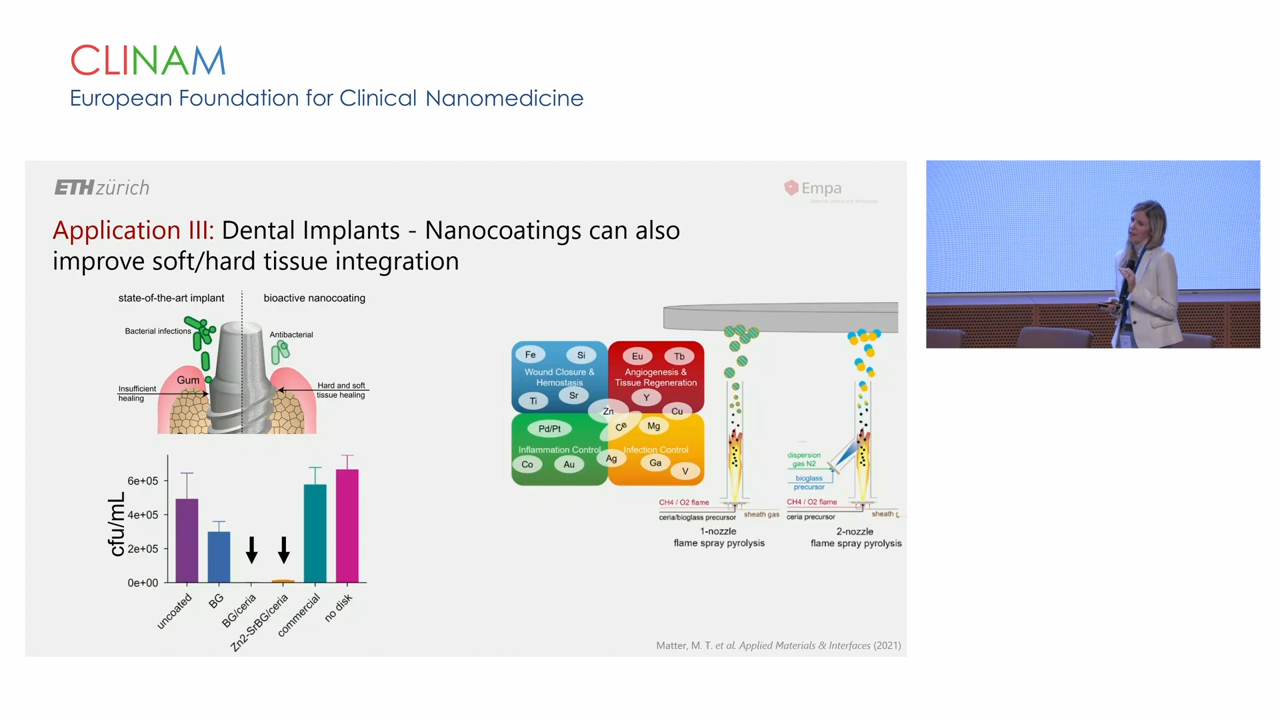 CLINAM
European Foundation for Clinical Nanomedicine
ETH zürich
Empa
Application III: Dental Implants - Nanocoatings can also
improve soft/hard tissue integration
state-of-the-art implant
bioactive nanocoating
Bacterial infections
Antibacterial
Gum
Insufficient
healing
Hard and soft
tissue healing
cfu/mL
6e+05
4e+05
2e+05
0e+00
uncoated
BG
BG/ceria
Zn2-SrBG/ceria
commercial
no disk
Fe
Si
Wound Closure &
Hemostasis
Ti
Sr
Eu
Tb
Angiogenesis &
Tissue Regeneration
Y
Zn
Cu
Pd/Pt
Ce
Mg
Inflammation Control
Infection Control
Co
Au
Ag
Ga
V
CH4 / O2 flame
ceria/bioglass precursor
sheath gas
1-nozzle
flame spray pyrolysis
dispersion
gas N2
bioglass
precursor
CH4 / O2 flame
ceria precursor
sheath g
2-nozzle
flame spray pyrolysis
Matter, M. T. et al. Applied Materials & Interfaces (2021)